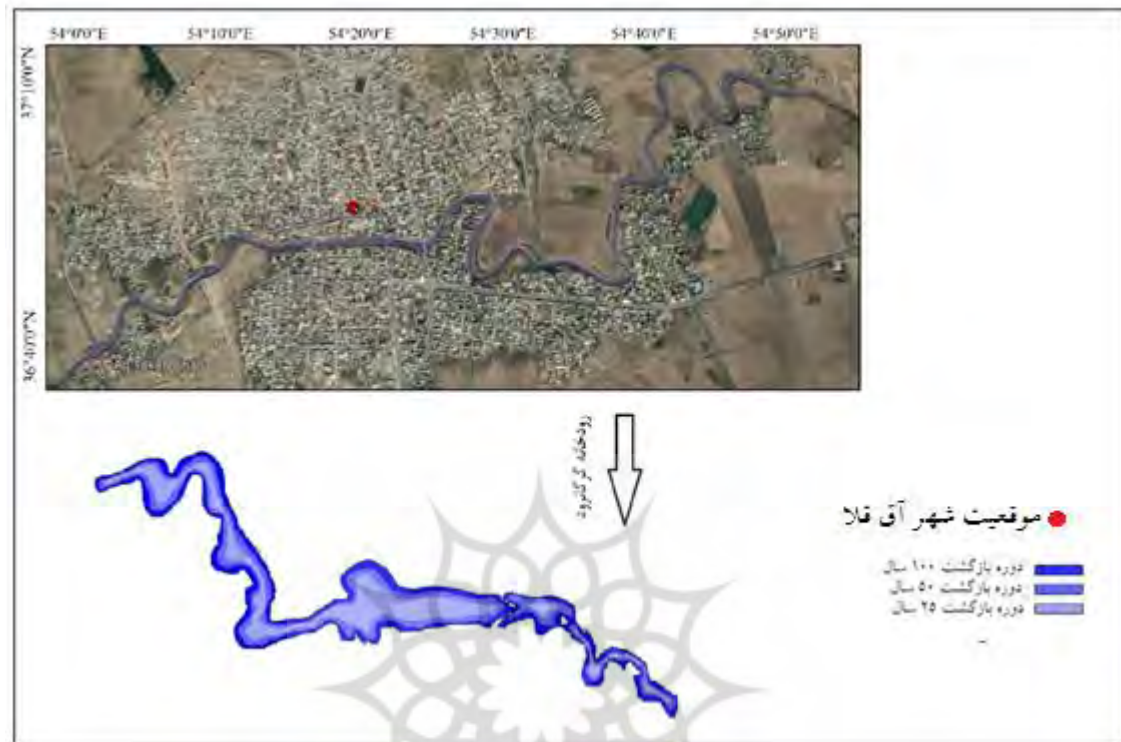 54°0'0"E 54°10'0"E 54°20'0"E 54°30'0"E 54°40'0"E 54°50'0"E
37°10'0"N
36°40'0"N
رودخانه گرگانرود
موقعیت شهر آق قلا
دوره بازگشت ۱۰۰ سال
دوره بازگشت ۵۰ سال
دوره بازگشت ۲۵ سال